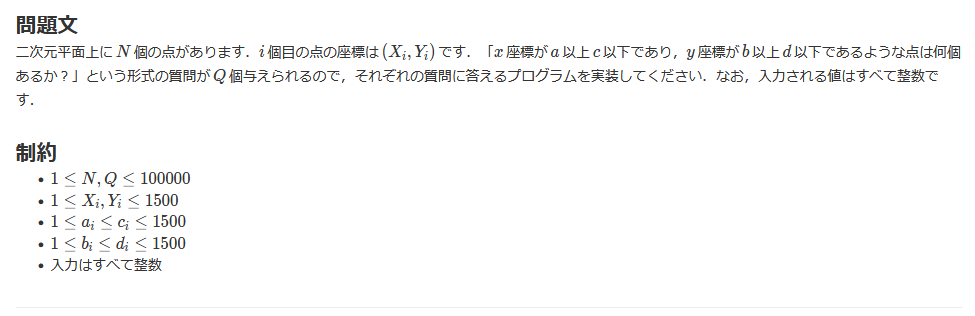 問題文
二次元平面上に N 個の点があります．i 個目の点の座標は (Xi, Yi) です．「x 座標が a 以上 c 以下であり，y 座標が b 以上 d 以下であるような点は何個
あるか？」という形式の質問が Q 個与えられるので，それぞれの質問に答えるプログラムを実装してください．なお，入力される値はすべて整数で
す．
制約
• 1 ≤ N, Q ≤ 100000
• 1 ≤ Xi, Yi ≤ 1500
• 1 ≤ ai ≤ ci ≤ 1500
• 1 ≤ bi ≤ di ≤ 1500
• 入力はすべて整数